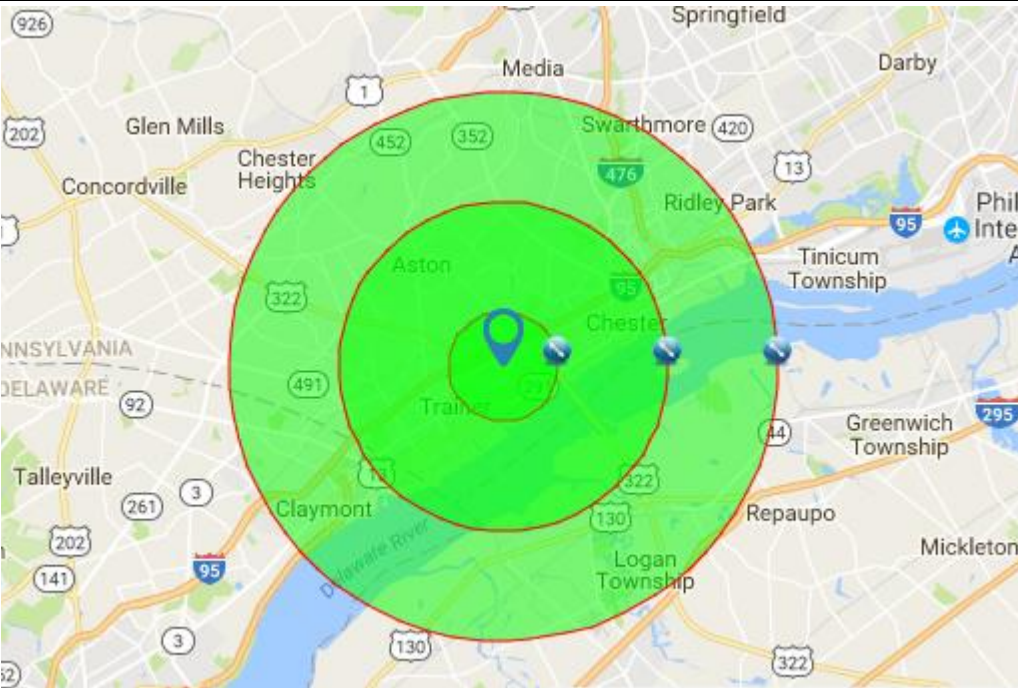 926
Springfield
Media
Darby
1
202
Glen Mills
452
352
Swarthmore
420
Chester
Heights
476
13
Concordville
Ridley Park
95
Phil
Inte
A
Tinicum
Township
Aston
322
95
Chester
NNSYLVANIA
DELAWARE
491
92
Trainer
291
295
Greenwich
Township
44
Talleyville
13
322
3
261
Claymont
130
Repaupo
202
Delaware River
Mickleton
95
141
Logan
Township
3
130
322
52